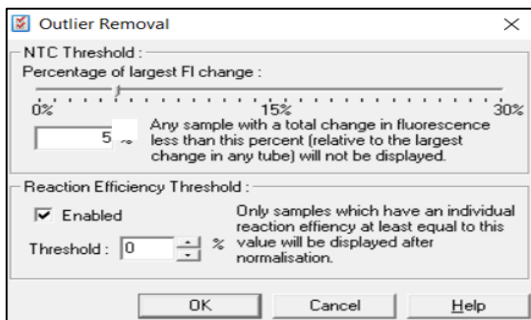 Outlier Removal
NTC Threshold :
Percentage of largest Fl change :
0% 15% 30%
5 %
Any sample with a total change in fluorescence
less than this percent (relative to the largest
change in any tube) will not be displayed.
Reaction Efficiency Threshold :
Enabled
Threshold : 0 %
Only samples which have an individual
reaction effiency at least equal to this
value will be displayed after
normalisation.
OK Cancel Help